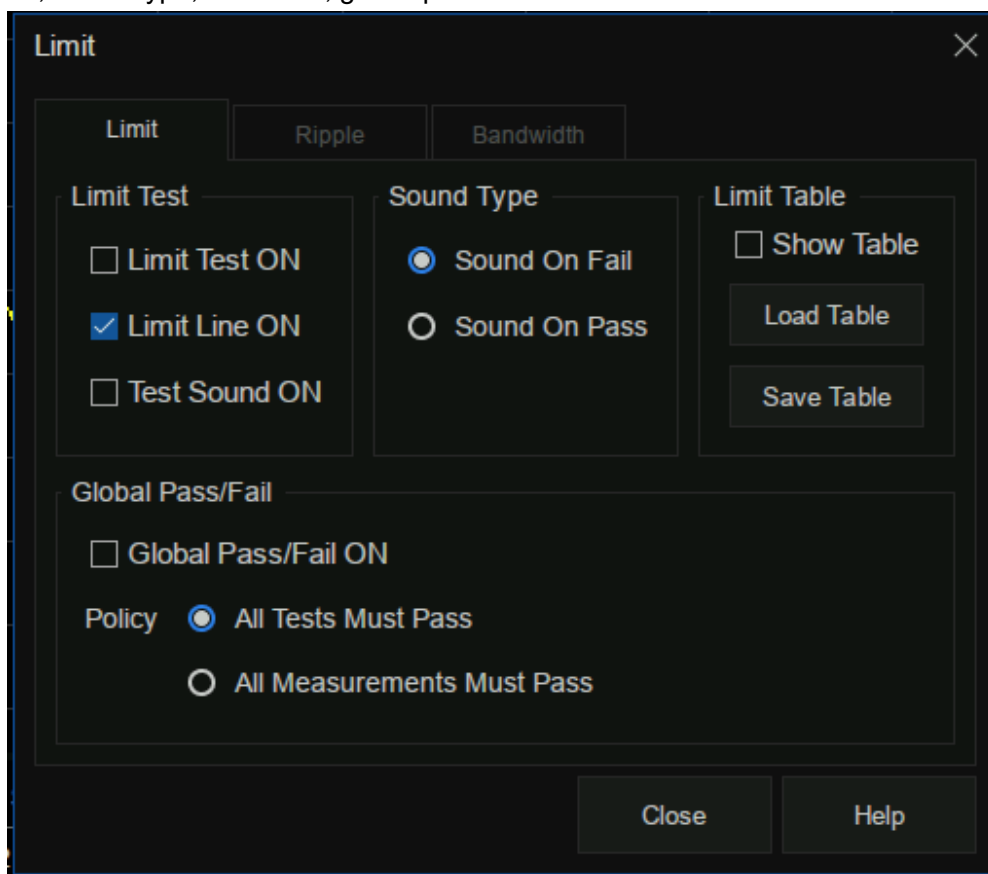 Limit
Limit Ripple Bandwidth
Limit Test Sound Type Limit Table
Limit Test ON Sound On Fail Show Table
Limit Line ON Sound On Pass Load Table
Test Sound ON Save Table
Global Pass/Fail
Global Pass/Fail ON
Policy All Tests Must Pass
All Measurements Must Pass
Close Help